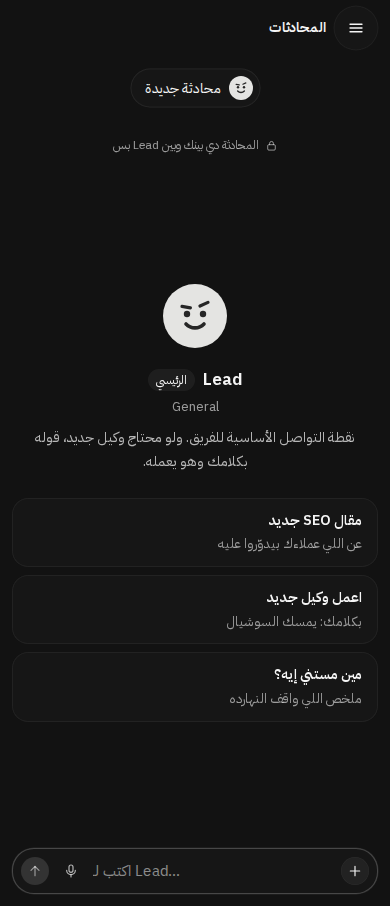 المحادثات
محادثة جديدة
المحادثة دي بينك وبين Lead بس
Lead الرئيسي
General
نقطة التواصل الأساسية للفريق. ولو محتاج وكيل جديد، قوله
بكلامك وهو يعمله.
مقال SEO جديد
عن اللي عملاءك بيدوّروا عليه
اعمل وكيل جديد
بكلامك: يمسك السوشيال
مين مستني إيه؟
ملخص اللي واقف النهارده
اكتب لـ Lead...